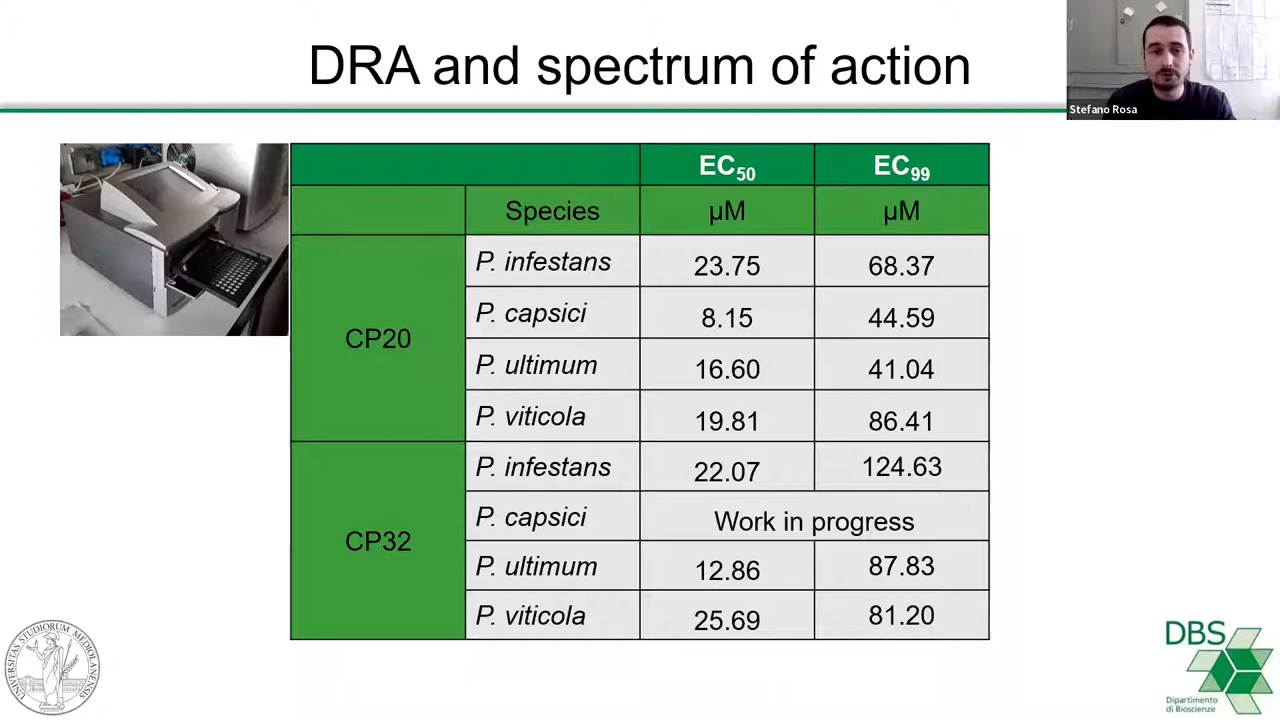 DRA and spectrum of action
Stefano Rosa
EC50 EC99
Species µM µM
CP20
P. infestans 23.75 68.37
P. capsici 8.15 44.59
P. ultimum 16.60 41.04
P. viticola 19.81 86.41
CP32
P. infestans 22.07 124.63
P. capsici Work in progress
P. ultimum 12.86 87.83
P. viticola 25.69 81.20
UNIVERSITAS STUDIORUM MEDIOLANENSIS
DBS
Dipartimento
di Bioscienze